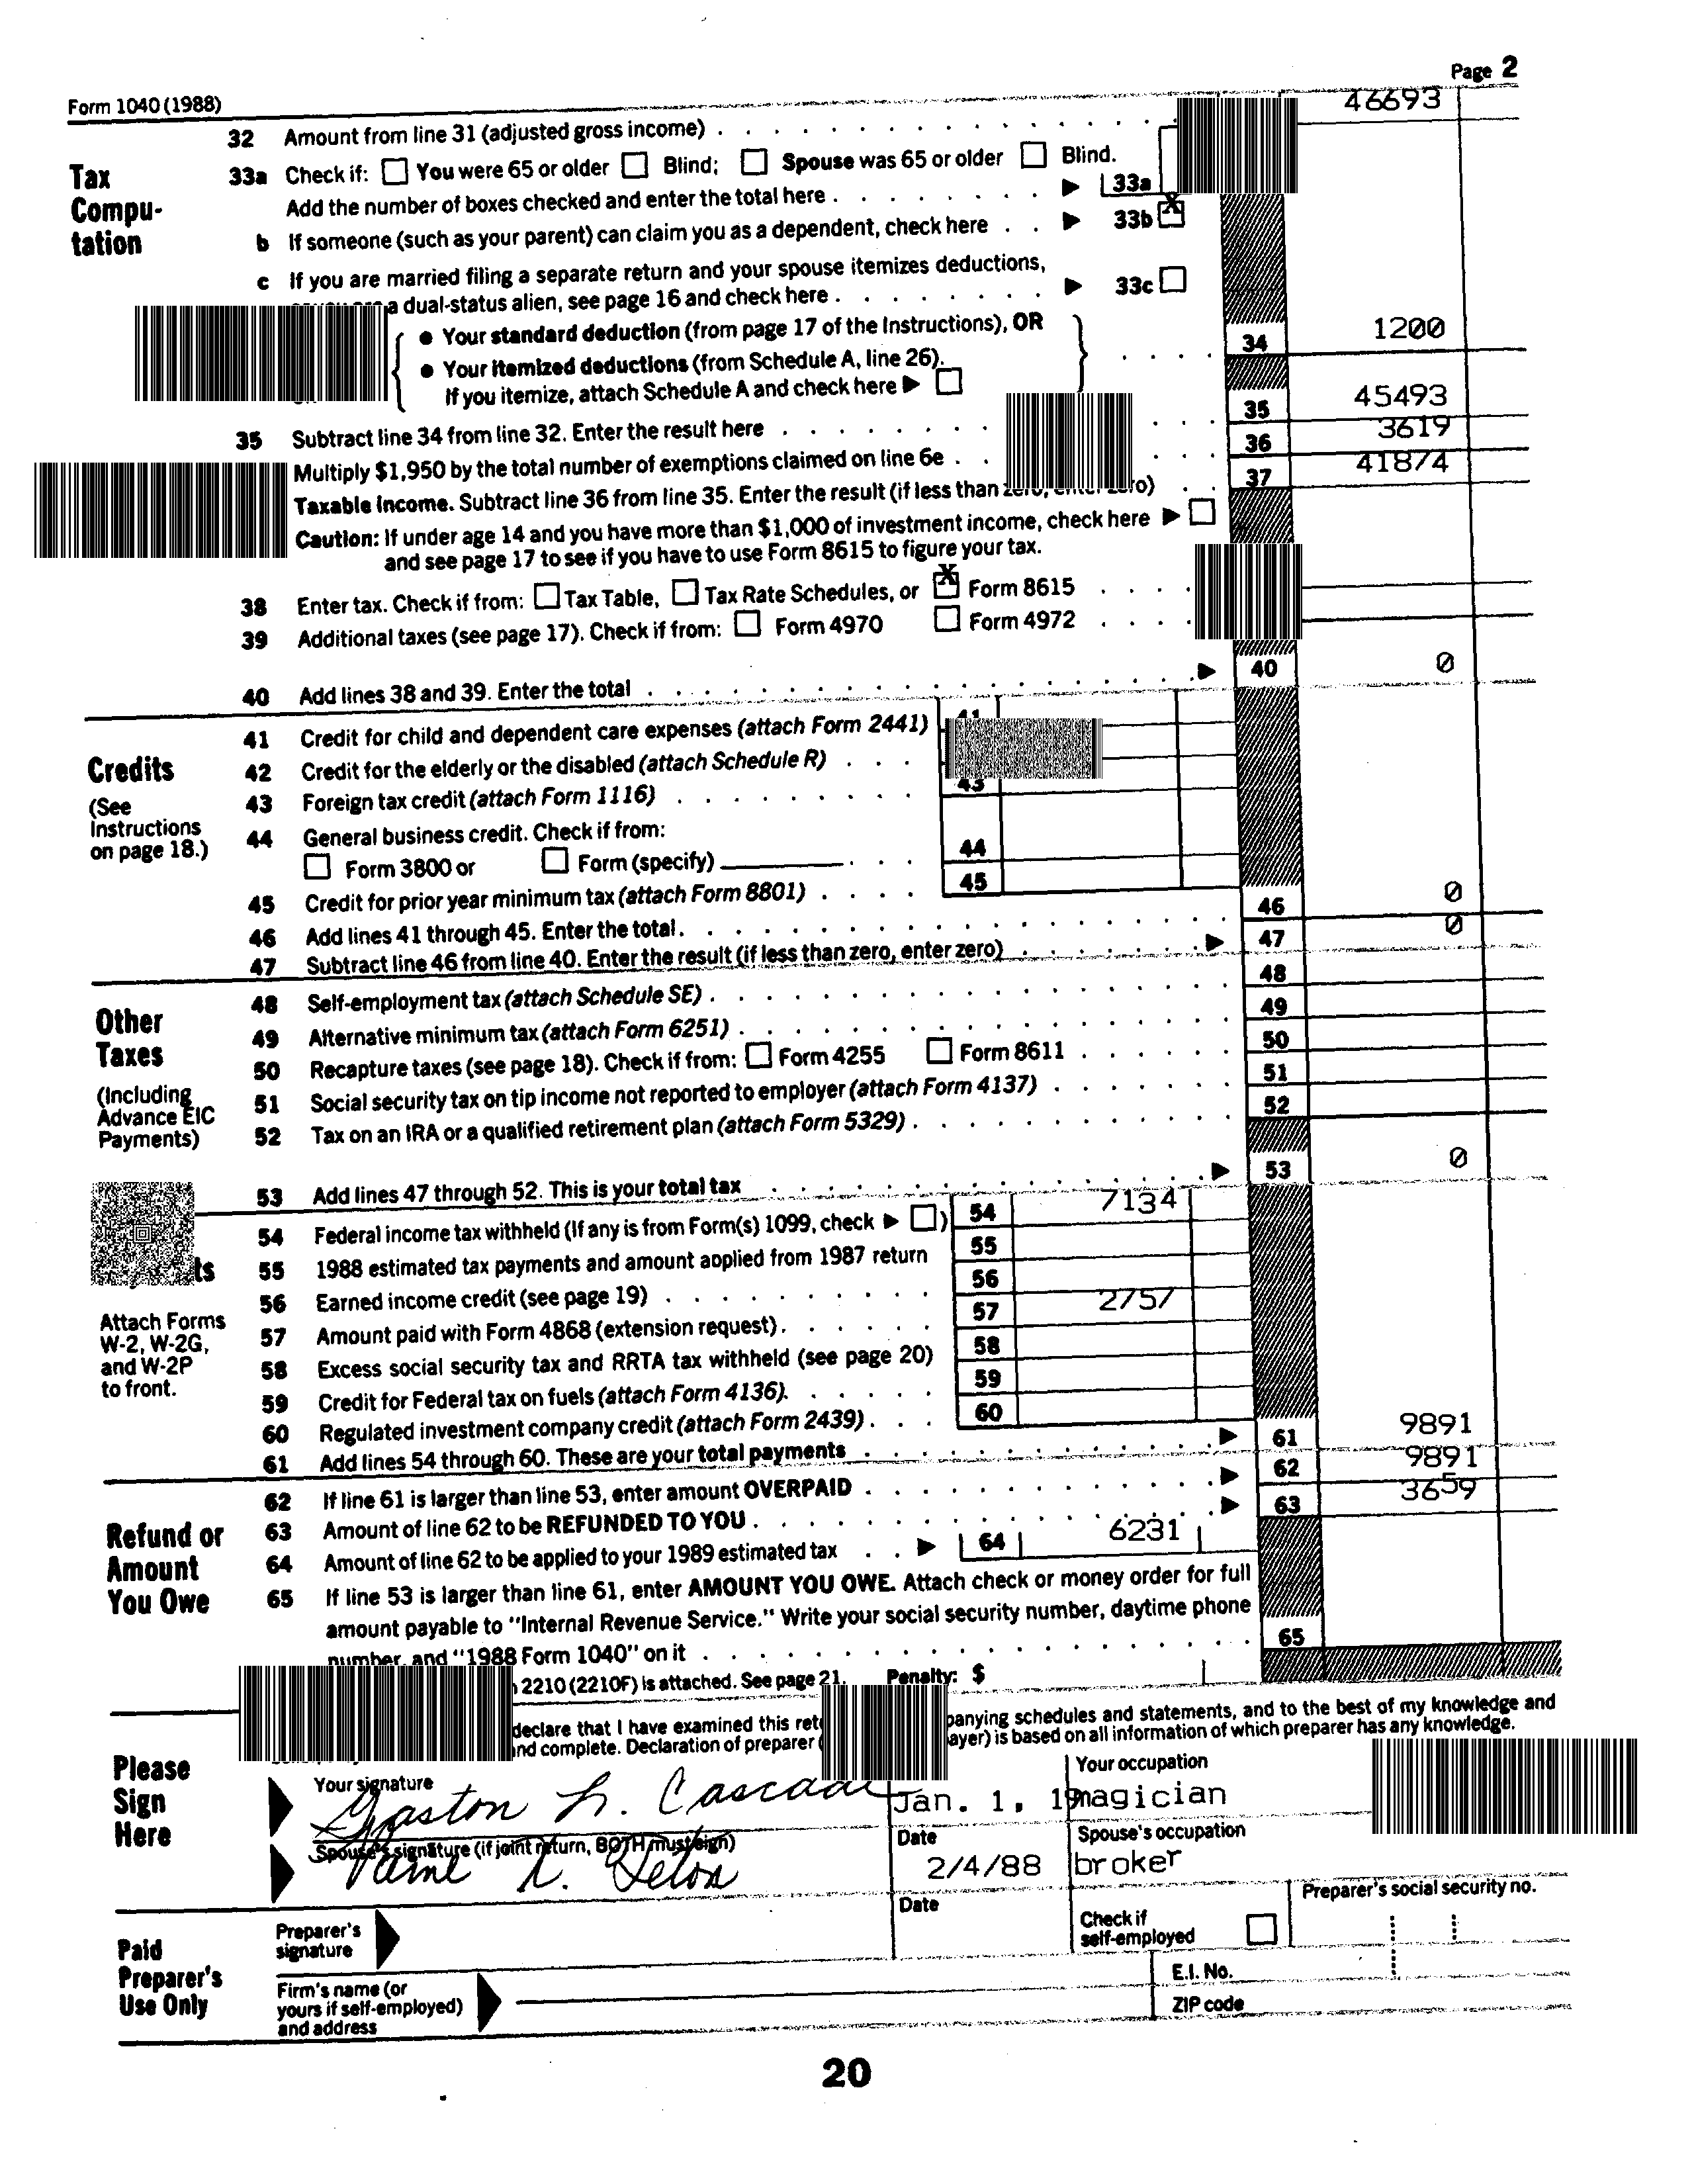 Form 1040 (1988)
Page 2
Tax Compu-tation
32 Amount from line 31 (adjusted gross income) 46693
33a Check if: You were 65 or older Blind; Spouse was 65 or older Blind.
Add the number of boxes checked and enter the total here 33a
b If someone (such as your parent) can claim you as a dependent, check here 33b X
c If you are married filing a separate return and your spouse itemizes deductions,
a dual-status alien, see page 16 and check here 33c
● Your standard deduction (from page 17 of the Instructions), OR
● Your itemized deductions (from Schedule A, line 26).
If you itemize, attach Schedule A and check here
34 1200
35 Subtract line 34 from line 32. Enter the result here 35 45493
Multiply $1,950 by the total number of exemptions claimed on line 6e 36 3619
Taxable income. Subtract line 36 from line 35. Enter the result (if less than zero, enter zero) 37 41874
Caution: If under age 14 and you have more than $1,000 of investment income, check here
and see page 17 to see if you have to use Form 8615 to figure your tax.
38 Enter tax. Check if from: Tax Table, Tax Rate Schedules, or X Form 8615
39 Additional taxes (see page 17). Check if from: Form 4970 Form 4972
40 Add lines 38 and 39. Enter the total 40 0
Credits
(See Instructions on page 18.)
41 Credit for child and dependent care expenses (attach Form 2441) 41
42 Credit for the elderly or the disabled (attach Schedule R)
43 Foreign tax credit (attach Form 1116) 43
44 General business credit. Check if from:
Form 3800 or Form (specify) 44
45 Credit for prior year minimum tax (attach Form 8801) 45
46 Add lines 41 through 45. Enter the total 46 0
47 Subtract line 46 from line 40. Enter the result (if less than zero, enter zero) 47 0
Other Taxes
(Including Advance EIC Payments)
48 Self-employment tax (attach Schedule SE) 48
49 Alternative minimum tax (attach Form 6251) 49
50 Recapture taxes (see page 18). Check if from: Form 4255 Form 8611 50
51 Social security tax on tip income not reported to employer (attach Form 4137) 51
52 Tax on an IRA or a qualified retirement plan (attach Form 5329) 52
53 Add lines 47 through 52. This is your total tax 53 0
ts
Attach Forms W-2, W-2G, and W-2P to front.
54 Federal income tax withheld (If any is from Form(s) 1099, check ) 54 7134
55 1988 estimated tax payments and amount applied from 1987 return 55
56 Earned income credit (see page 19) 56
57 Amount paid with Form 4868 (extension request) 57 2757
58 Excess social security tax and RRTA tax withheld (see page 20) 58
59 Credit for Federal tax on fuels (attach Form 4136) 59
60 Regulated investment company credit (attach Form 2439) 60
61 Add lines 54 through 60. These are your total payments 61 9891
Refund or Amount You Owe
62 If line 61 is larger than line 53, enter amount OVERPAID 62 9891
63 Amount of line 62 to be REFUNDED TO YOU 63 3659
64 Amount of line 62 to be applied to your 1989 estimated tax 64 6231
65 If line 53 is larger than line 61, enter AMOUNT YOU OWE. Attach check or money order for full
amount payable to "Internal Revenue Service." Write your social security number, daytime phone
number, and "1988 Form 1040" on it 65
2210 (2210F) is attached. See page 21. Penalty: $
Please Sign Here
declare that I have examined this ret panying schedules and statements, and to the best of my knowledge and
nd complete. Declaration of preparer ayer) is based on all information of which preparer has any knowledge.
Your signature
Gaston L. Cascade
Jan. 1, 19
Your occupation
magician
Spouse's signature (if joint return, BOTH must sign)
Date
2/4/88
Spouse's occupation
broker
Paid Preparer's Use Only
Preparer's signature
Date
Check if self-employed
Preparer's social security no.
Firm's name (or yours if self-employed) and address
E.I. No.
ZIP code
20